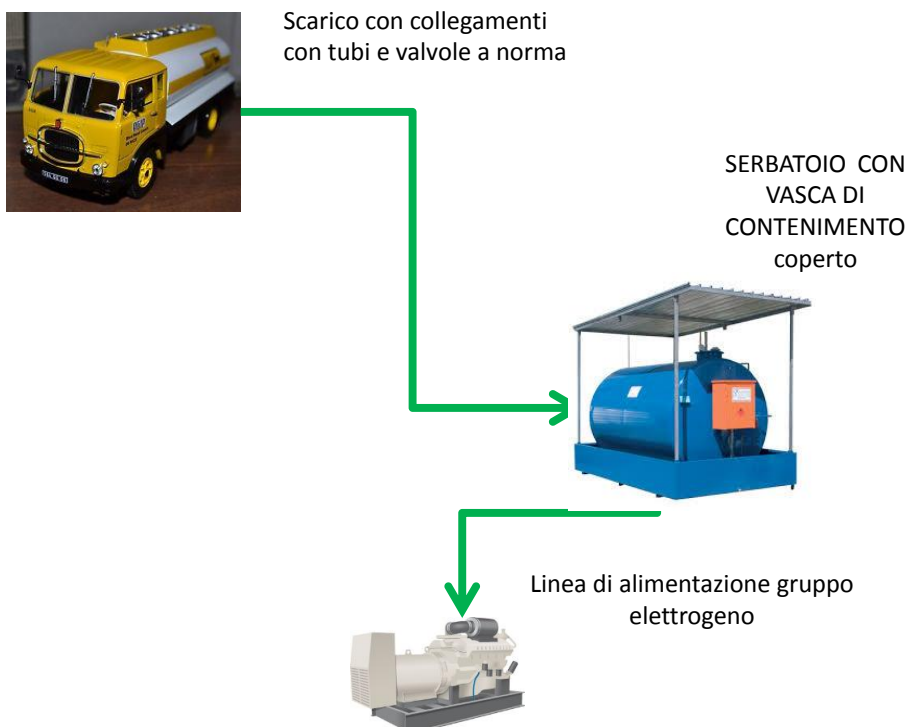 Scarico con collegamenti
con tubi e valvole a norma
SERBATOIO CON
VASCA DI
CONTENIMENTO
coperto
Linea di alimentazione gruppo
elettrogeno